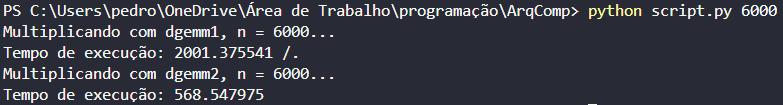 PS C:\Users\pedro\OneDrive\Área de Trabalho\programação\ArqComp> python script.py 6000
Multiplicando com dgemm1, n = 6000...
Tempo de execução: 2001.375541 /.
Multiplicando com dgemm2, n = 6000...
Tempo de execução: 568.547975